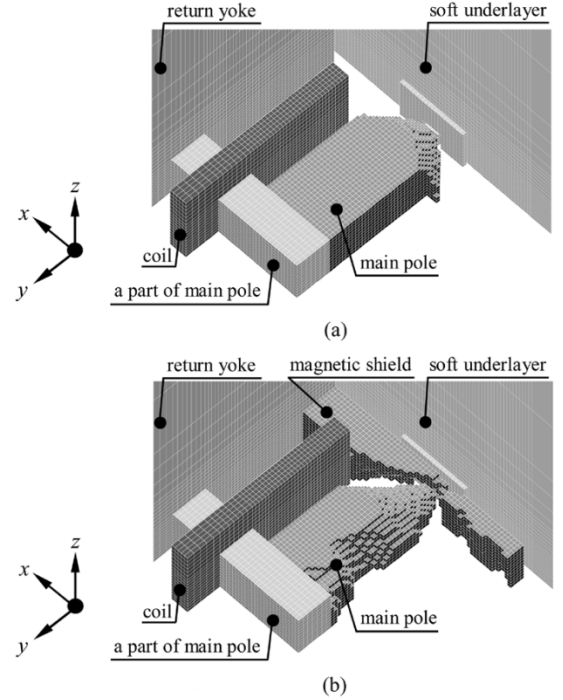 return yoke
soft underlayer
z
x
y
coil
main pole
a part of main pole
(a)
magnetic shield
return yoke
soft underlayer
z
x
y
coil
main pole
a part of main pole
(b)